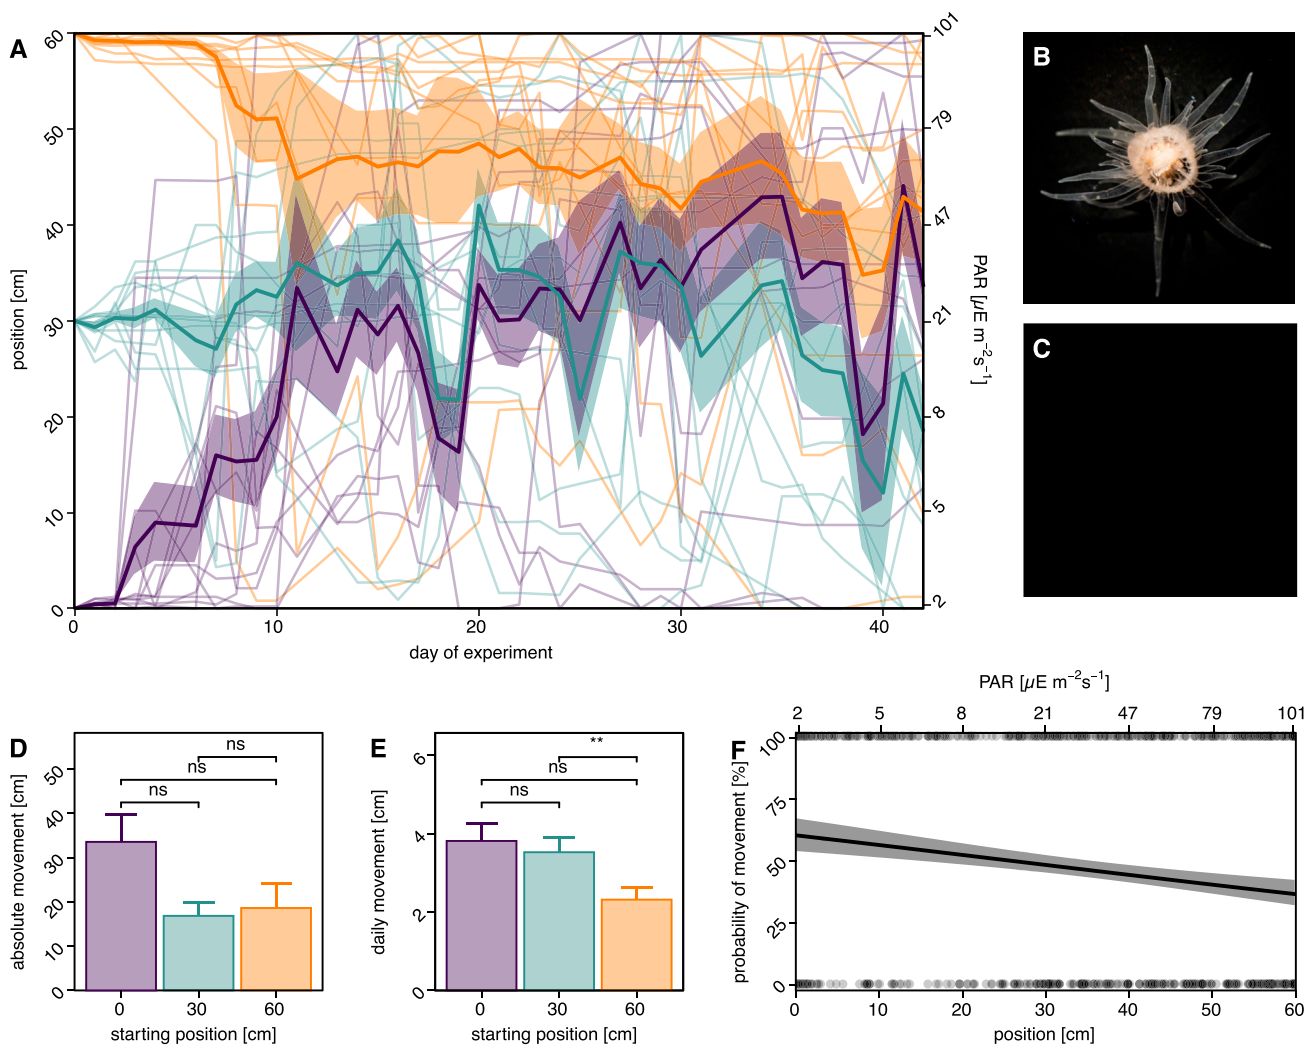 A
B
C
60
50
40
30
20
10
0
position [cm]
0
10
20
30
40
day of experiment
101
79
47
21
8
5
2
PAR [µE m−2s−1]
D
50
40
30
20
10
0
absolute movement [cm]
ns
ns
ns
0
30
60
starting position [cm]
E
6
4
2
0
daily movement [cm]
**
ns
ns
0
30
60
starting position [cm]
F
PAR [µE m−2s−1]
2
5
8
21
47
79
101
100
75
50
25
0
probability of movement [%]
0
10
20
30
40
50
60
position [cm]